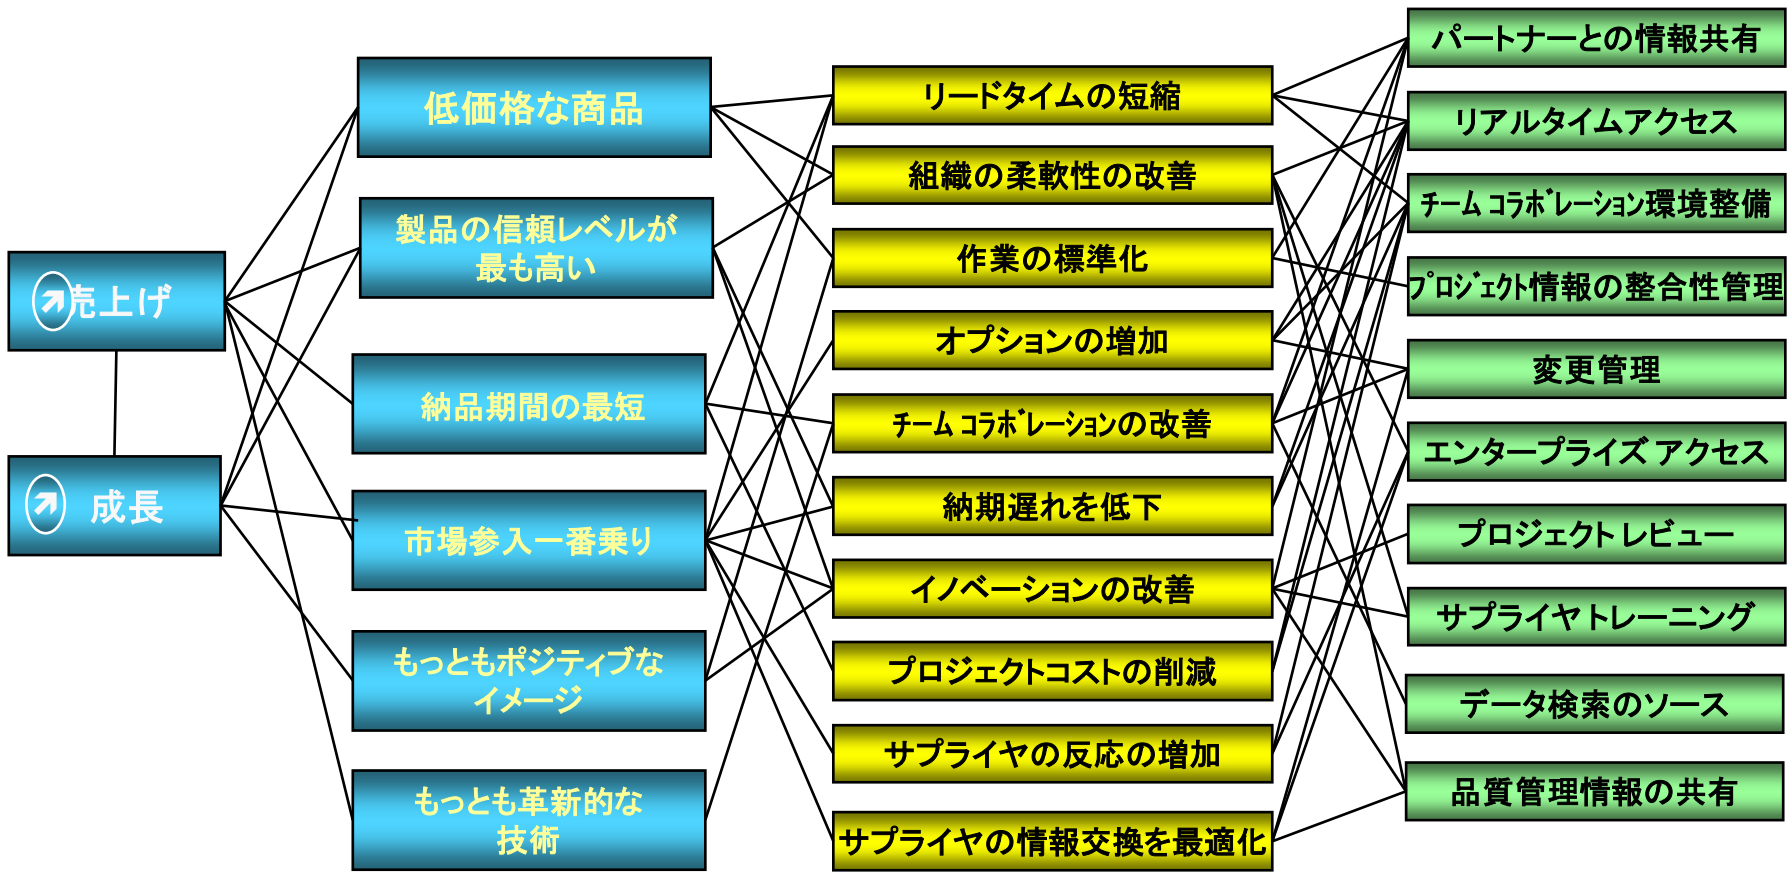 売上げ
成長
低価格な商品
製品の信頼レベルが
最も高い
納品期間の最短
市場参入一番乗り
もっともポジティブな
イメージ
もっとも革新的な
技術
リードタイムの短縮
組織の柔軟性の改善
作業の標準化
オプションの増加
ﾁｰﾑ ｺﾗﾎﾞﾚｰｼｮﾝの改善
納期遅れを低下
イノベーションの改善
プロジェクトコストの削減
サプライヤの反応の増加
サプライヤの情報交換を最適化
パートナーとの情報共有
リアルタイムアクセス
ﾁｰﾑ ｺﾗﾎﾞﾚｰｼｮﾝ環境整備
ﾌﾟﾛｼﾞｪｸﾄ情報の整合性管理
変更管理
エンタープライズ アクセス
プロジェクト レビュー
サプライヤトレーニング
データ検索のソース
品質管理情報の共有